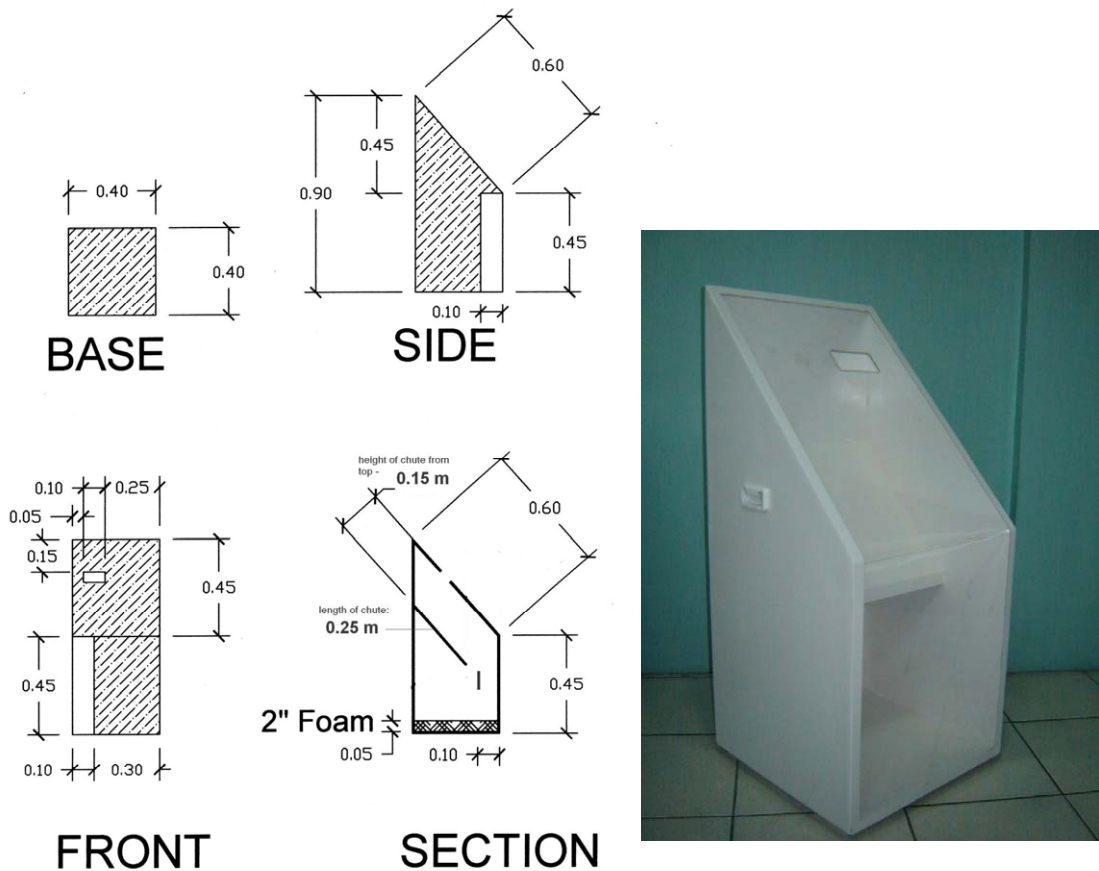 0.40
0.40
BASE
0.60
0.45
0.90
0.45
0.10
SIDE
0.10
0.25
0.05
0.15
0.45
0.45
0.10
0.30
FRONT
height of chute from
top - 0.15 m
0.60
length of chute:
0.25 m
0.45
2" Foam
0.05
0.10
SECTION